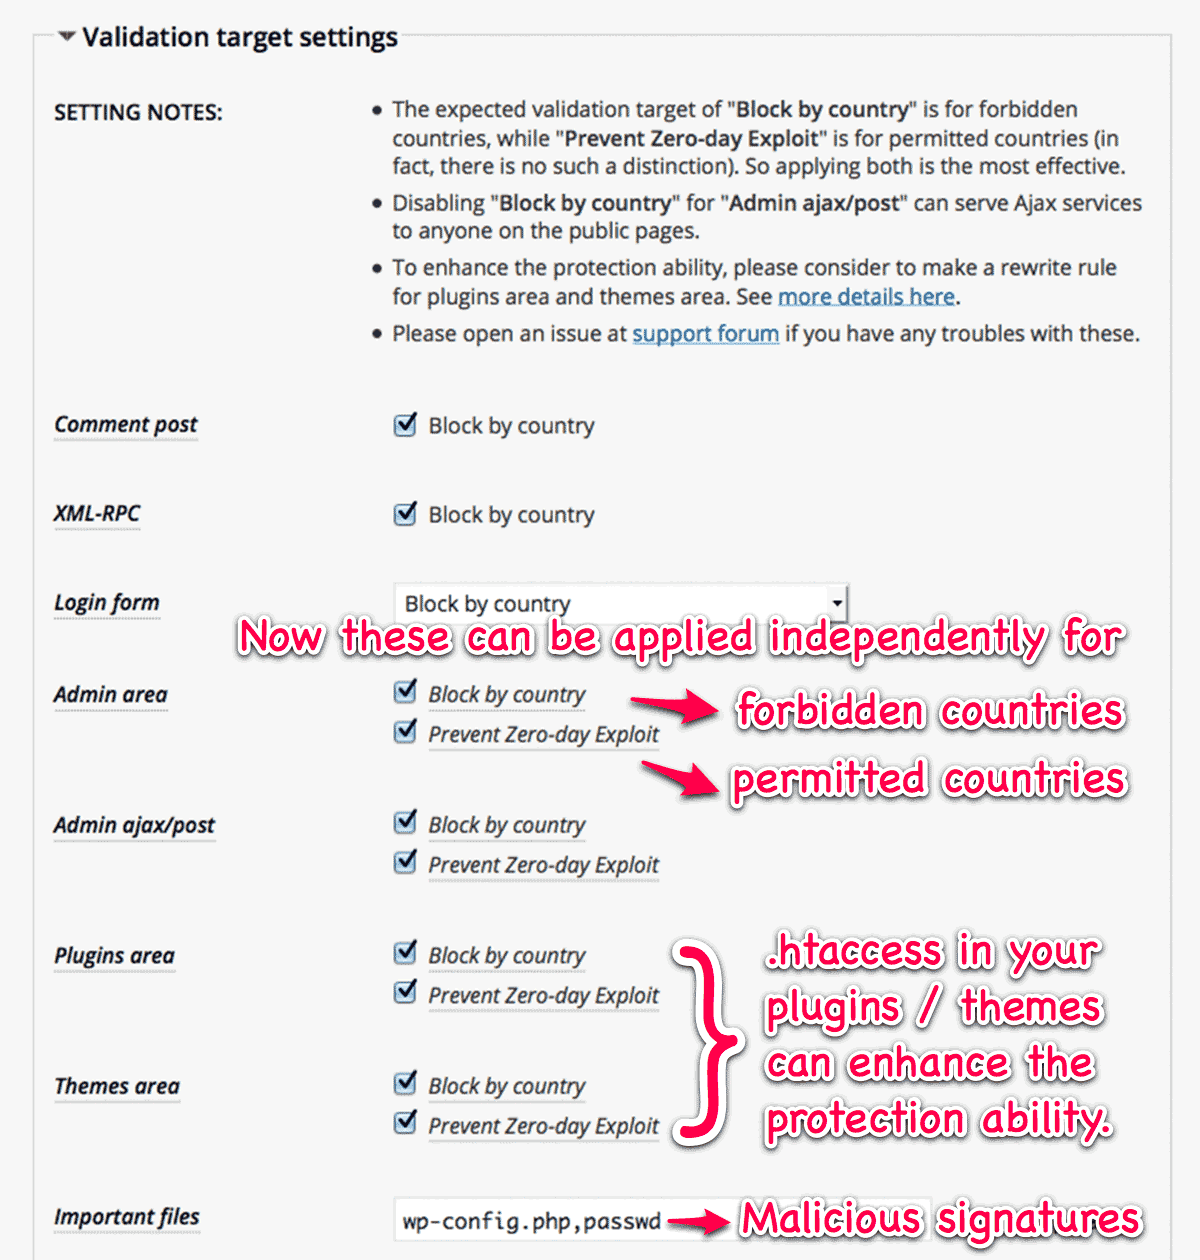 Validation target settings
SETTING NOTES:
• The expected validation target of "Block by country" is for forbidden
countries, while "Prevent Zero-day Exploit" is for permitted countries (in
fact, there is no such a distinction). So applying both is the most effective.
• Disabling "Block by country" for "Admin ajax/post" can serve Ajax services
to anyone on the public pages.
• To enhance the protection ability, please consider to make a rewrite rule
for plugins area and themes area. See more details here.
• Please open an issue at support forum if you have any troubles with these.
Comment post
Block by country
XML-RPC
Block by country
Login form
Block by country
Now these can be applied independently for
Admin area
Block by country
forbidden countries
Prevent Zero-day Exploit
permitted countries
Admin ajax/post
Block by country
Prevent Zero-day Exploit
Plugins area
Block by country
Prevent Zero-day Exploit
.htaccess in your
plugins / themes
can enhance the
protection ability.
Themes area
Block by country
Prevent Zero-day Exploit
Important files
wp-config.php,passwd
Malicious signatures